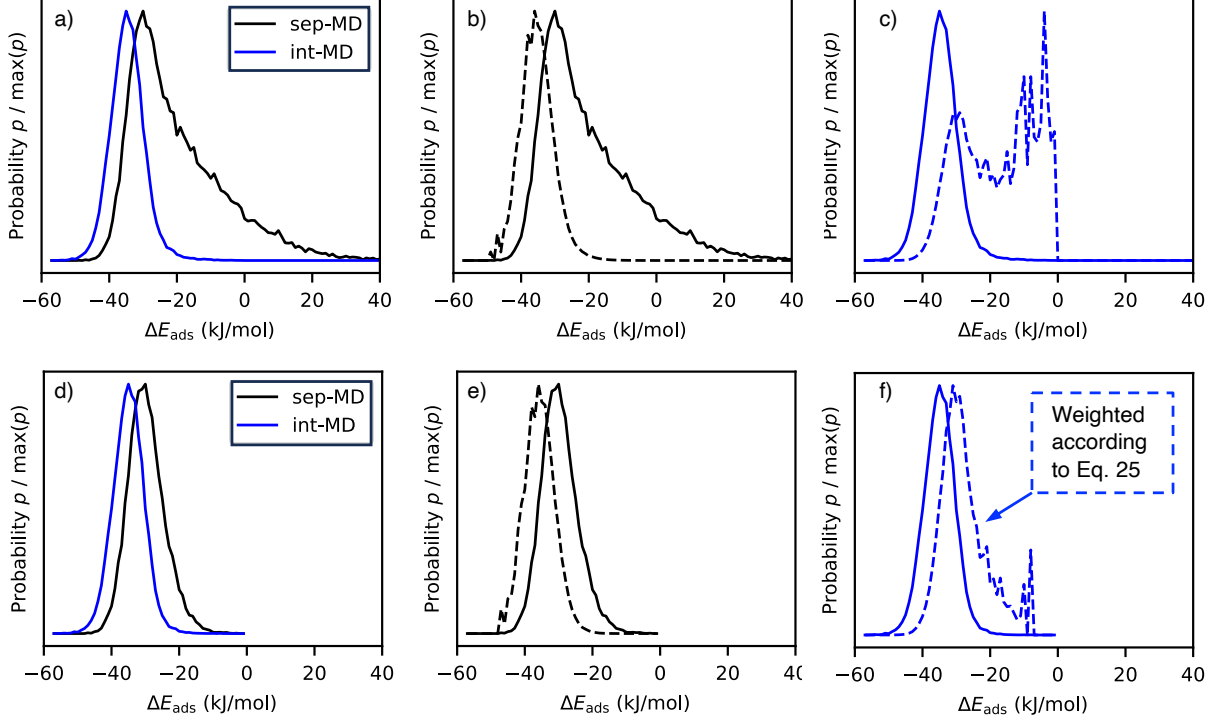 a)
sep-MD
int-MD
Probability p / max(p)
−60 −40 −20 0 20 40
ΔEads (kJ/mol)
b)
Probability p / max(p)
−60 −40 −20 0 20 40
ΔEads (kJ/mol)
c)
Probability p / max(p)
−60 −40 −20 0 20 40
ΔEads (kJ/mol)
d)
sep-MD
int-MD
Probability p / max(p)
−60 −40 −20 0 20 40
ΔEads (kJ/mol)
e)
Probability p / max(p)
−60 −40 −20 0 20 40
ΔEads (kJ/mol)
f)
Weighted
according
to Eq. 25
Probability p / max(p)
−60 −40 −20 0 20 40
ΔEads (kJ/mol)